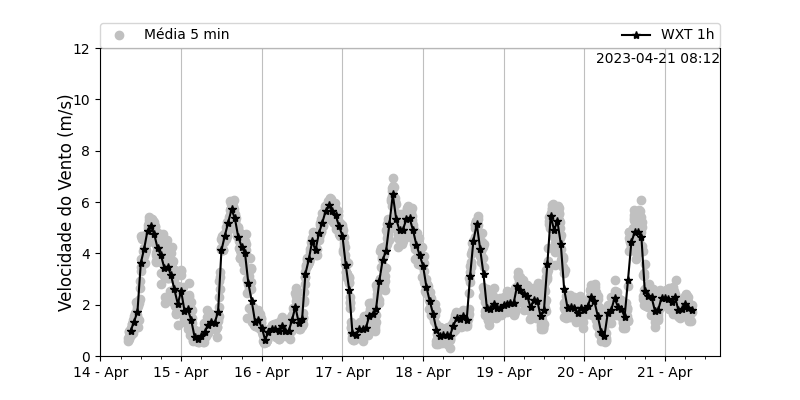 Média 5 min
WXT 1h
2023-04-21 08:12
Velocidade do Vento (m/s)
12
10
8
6
4
2
0
14 - Apr 15 - Apr 16 - Apr 17 - Apr 18 - Apr 19 - Apr 20 - Apr 21 - Apr